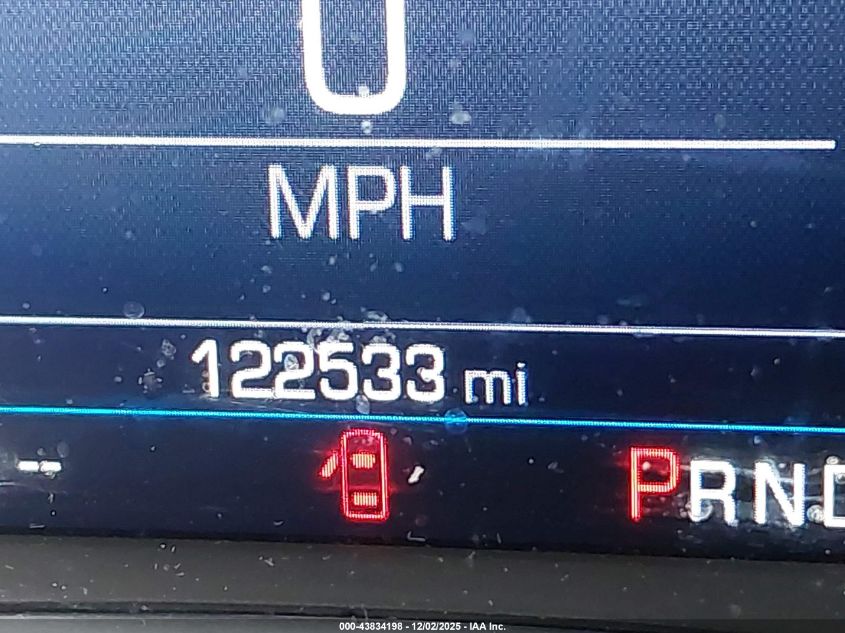 0
MPH
122533 mi
-- PRND
000-43834198 - 12/02/2025 - IAA Inc.